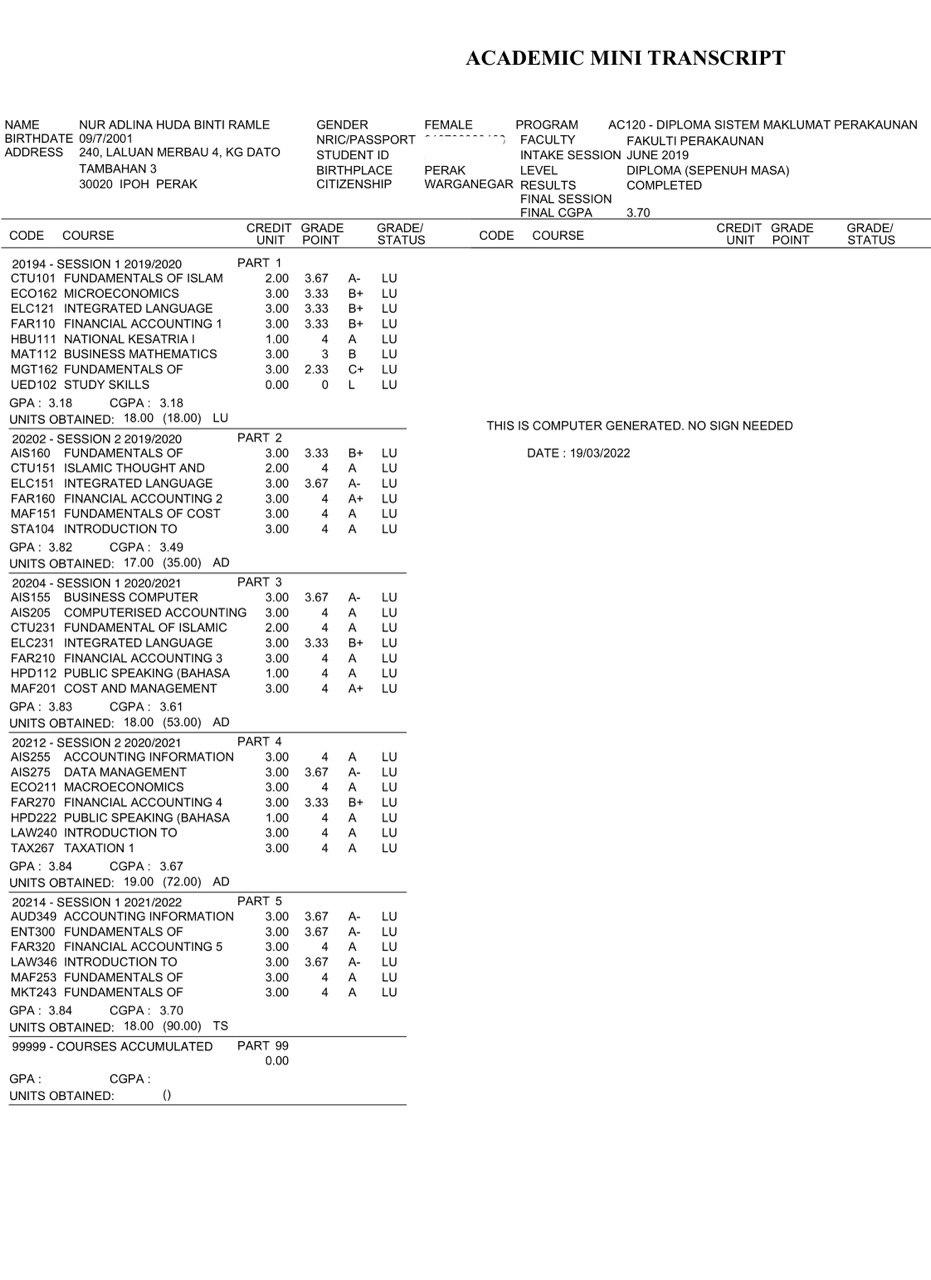 ACADEMIC MINI TRANSCRIPT
NAME NUR ADLINA HUDA BINTI RAMLE
BIRTHDATE 09/7/2001
ADDRESS 240, LALUAN MERBAU 4, KG DATO
TAMBAHAN 3
30020 IPOH PERAK
GENDER FEMALE
NRIC/PASSPORT
STUDENT ID
BIRTHPLACE PERAK
CITIZENSHIP WARGANEGAR
PROGRAM AC120 - DIPLOMA SISTEM MAKLUMAT PERAKAUNAN
FACULTY FAKULTI PERAKAUNAN
INTAKE SESSION JUNE 2019
LEVEL DIPLOMA (SEPENUH MASA)
RESULTS COMPLETED
FINAL SESSION
FINAL CGPA 3.70
CODE COURSE CREDIT UNIT GRADE POINT GRADE/ STATUS
CODE COURSE CREDIT UNIT GRADE POINT GRADE/ STATUS
20194 - SESSION 1 2019/2020 PART 1
CTU101 FUNDAMENTALS OF ISLAM 2.00 3.67 A- LU
ECO162 MICROECONOMICS 3.00 3.33 B+ LU
ELC121 INTEGRATED LANGUAGE 3.00 3.33 B+ LU
FAR110 FINANCIAL ACCOUNTING 1 3.00 3.33 B+ LU
HBU111 NATIONAL KESATRIA I 1.00 4 A LU
MAT112 BUSINESS MATHEMATICS 3.00 3 B LU
MGT162 FUNDAMENTALS OF 3.00 2.33 C+ LU
UED102 STUDY SKILLS 0.00 0 L LU
GPA : 3.18 CGPA : 3.18
UNITS OBTAINED: 18.00 (18.00) LU
20202 - SESSION 2 2019/2020 PART 2
AIS160 FUNDAMENTALS OF 3.00 3.33 B+ LU
CTU151 ISLAMIC THOUGHT AND 2.00 4 A LU
ELC151 INTEGRATED LANGUAGE 3.00 3.67 A- LU
FAR160 FINANCIAL ACCOUNTING 2 3.00 4 A+ LU
MAF151 FUNDAMENTALS OF COST 3.00 4 A LU
STA104 INTRODUCTION TO 3.00 4 A LU
GPA : 3.82 CGPA : 3.49
UNITS OBTAINED: 17.00 (35.00) AD
20204 - SESSION 1 2020/2021 PART 3
AIS155 BUSINESS COMPUTER 3.00 3.67 A- LU
AIS205 COMPUTERISED ACCOUNTING 3.00 4 A LU
CTU231 FUNDAMENTAL OF ISLAMIC 2.00 4 A LU
ELC231 INTEGRATED LANGUAGE 3.00 3.33 B+ LU
FAR210 FINANCIAL ACCOUNTING 3 3.00 4 A LU
HPD112 PUBLIC SPEAKING (BAHASA 1.00 4 A LU
MAF201 COST AND MANAGEMENT 3.00 4 A+ LU
GPA : 3.83 CGPA : 3.61
UNITS OBTAINED: 18.00 (53.00) AD
20212 - SESSION 2 2020/2021 PART 4
AIS255 ACCOUNTING INFORMATION 3.00 4 A LU
AIS275 DATA MANAGEMENT 3.00 3.67 A- LU
ECO211 MACROECONOMICS 3.00 4 A LU
FAR270 FINANCIAL ACCOUNTING 4 3.00 3.33 B+ LU
HPD222 PUBLIC SPEAKING (BAHASA 1.00 4 A LU
LAW240 INTRODUCTION TO 3.00 4 A LU
TAX267 TAXATION 1 3.00 4 A LU
GPA : 3.84 CGPA : 3.67
UNITS OBTAINED: 19.00 (72.00) AD
20214 - SESSION 1 2021/2022 PART 5
AUD349 ACCOUNTING INFORMATION 3.00 3.67 A- LU
ENT300 FUNDAMENTALS OF 3.00 3.67 A- LU
FAR320 FINANCIAL ACCOUNTING 5 3.00 4 A LU
LAW346 INTRODUCTION TO 3.00 3.67 A- LU
MAF253 FUNDAMENTALS OF 3.00 4 A LU
MKT243 FUNDAMENTALS OF 3.00 4 A LU
GPA : 3.84 CGPA : 3.70
UNITS OBTAINED: 18.00 (90.00) TS
99999 - COURSES ACCUMULATED PART 99
0.00
GPA : CGPA :
UNITS OBTAINED: ()
THIS IS COMPUTER GENERATED. NO SIGN NEEDED
DATE : 19/03/2022